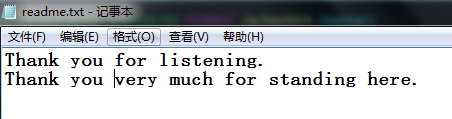 readme.txt - 记事本
文件(F) 编辑(E) 格式(O) 查看(V) 帮助(H)
Thank you for listening.
Thank you very much for standing here.